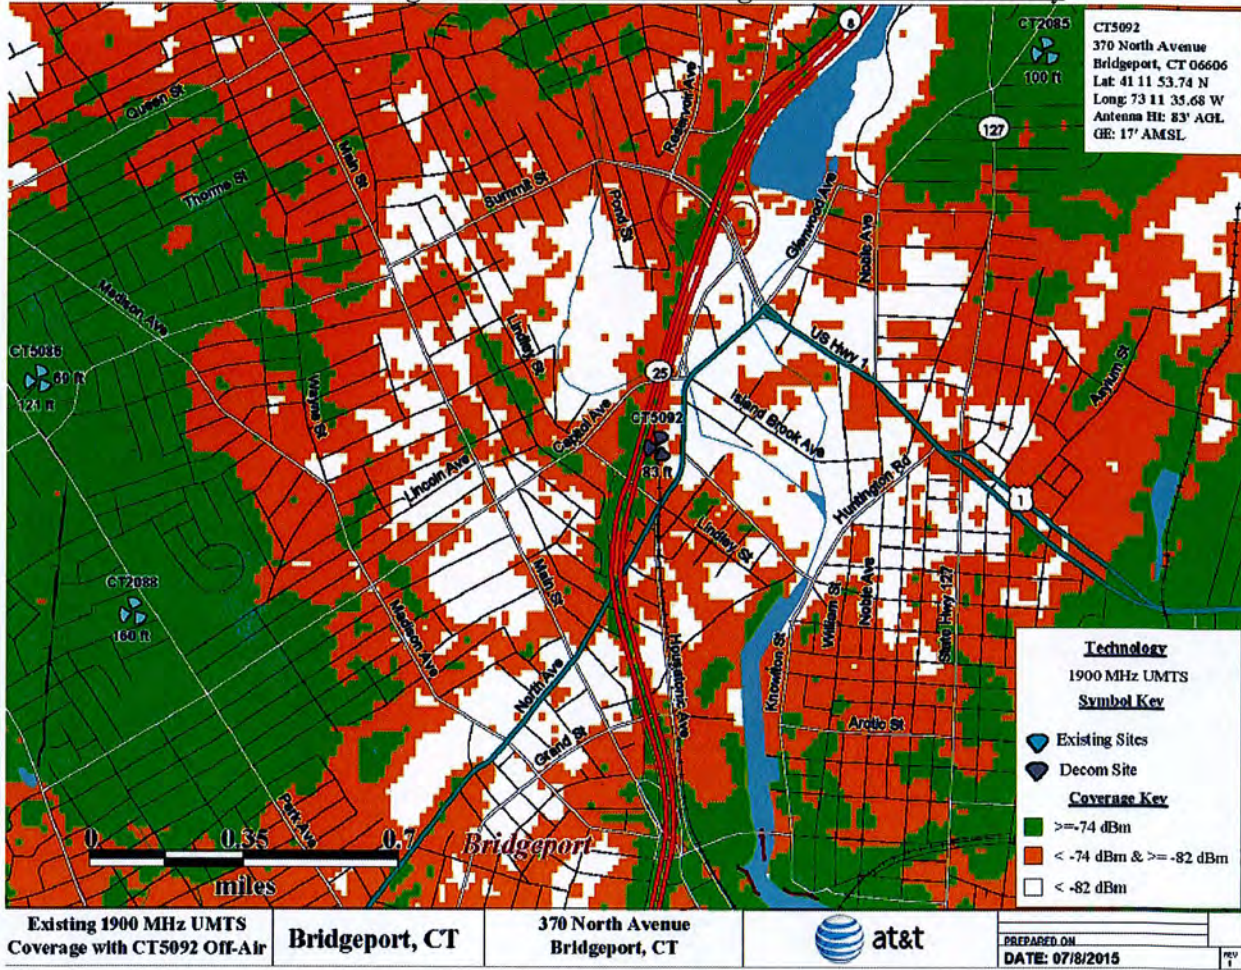 8
CT2085
100 ft
CT5092
370 North Avenue
Bridgeport, CT 06606
Lat: 41 11 53.74 N
Long: 73 11 35.68 W
Antenna Ht: 83' AGL
GE: 17' AMSL
127
Queen St
Main St
Reservoir Ave
Thorme St
Summit St
Pond St
Glenwood Ave
Noble Ave
Madison Ave
Lindley St
US Hwy 1
CT5085
69 ft
121 ft
25
Asylum St
Wayne St
Capitol Ave
CT5092
83 ft
Island Brook Ave
Lincoln Ave
Huntington Rd
1
Lindley St
CT2088
160 ft
Main St
Madison Ave
William St
Noble Ave
State Hwy 127
Housatonic Ave
Knowlton St
North Ave
Grand St
Arctic St
Park Ave
Bridgeport
0 0.35 0.7
miles
Technology
1900 MHz UMTS
Symbol Key
Existing Sites
Decom Site
Coverage Key
>=-74 dBm
< -74 dBm & >= -82 dBm
< -82 dBm
Existing 1900 MHz UMTS
Coverage with CT5092 Off-Air
Bridgeport, CT
370 North Avenue
Bridgeport, CT
at&t
PREPARED ON
DATE: 07/8/2015
REV
1